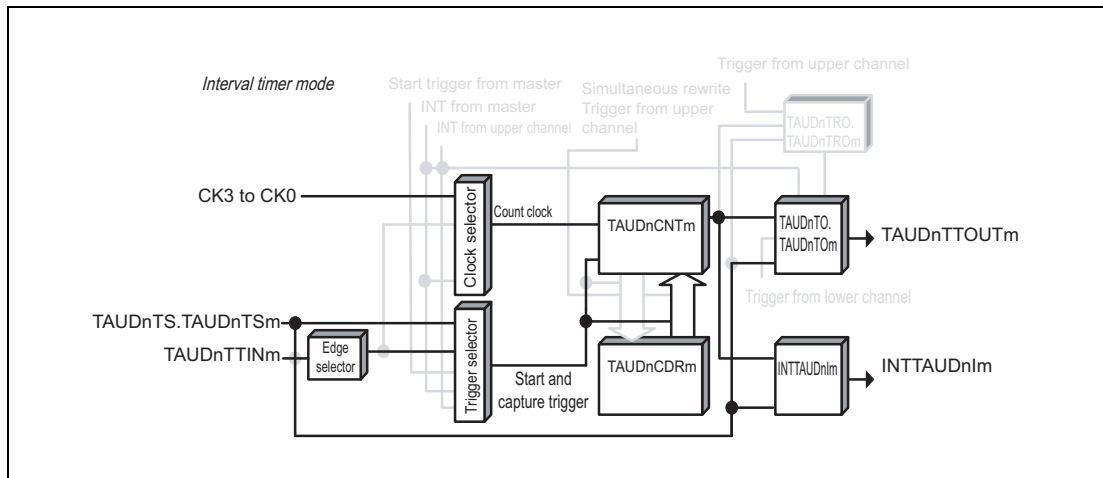 Interval timer mode
Start trigger from master
INT from master
INT from upper channel
Simultaneous rewrite
Trigger from upper
channel
Trigger from upper channel
TAUDnTRO.
TAUDnTROm
CK3 to CK0
Clock selector
Count clock
TAUDnCNTm
TAUDnTO.
TAUDnTOm
TAUDnTTOUTm
Trigger from lower channel
TAUDnTS.TAUDnTSm
TAUDnTTINm
Edge
selector
Trigger selector
Start and
capture trigger
TAUDnCDRm
INTTAUDnIm
INTTAUDnIm